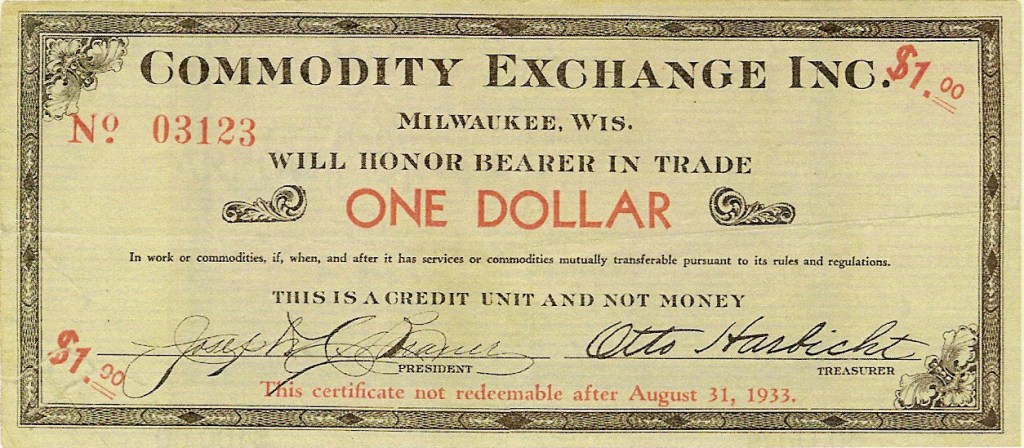 COMMODITY EXCHANGE INC.
$1.00
Nº 03123
MILWAUKEE, WIS.
WILL HONOR BEARER IN TRADE
ONE DOLLAR
In work or commodities, if, when, and after it has services or commodities mutually transferable pursuant to its rules and regulations.
THIS IS A CREDIT UNIT AND NOT MONEY
$1.00
Otto Harbicht
PRESIDENT
TREASURER
This certificate not redeemable after August 31, 1933.